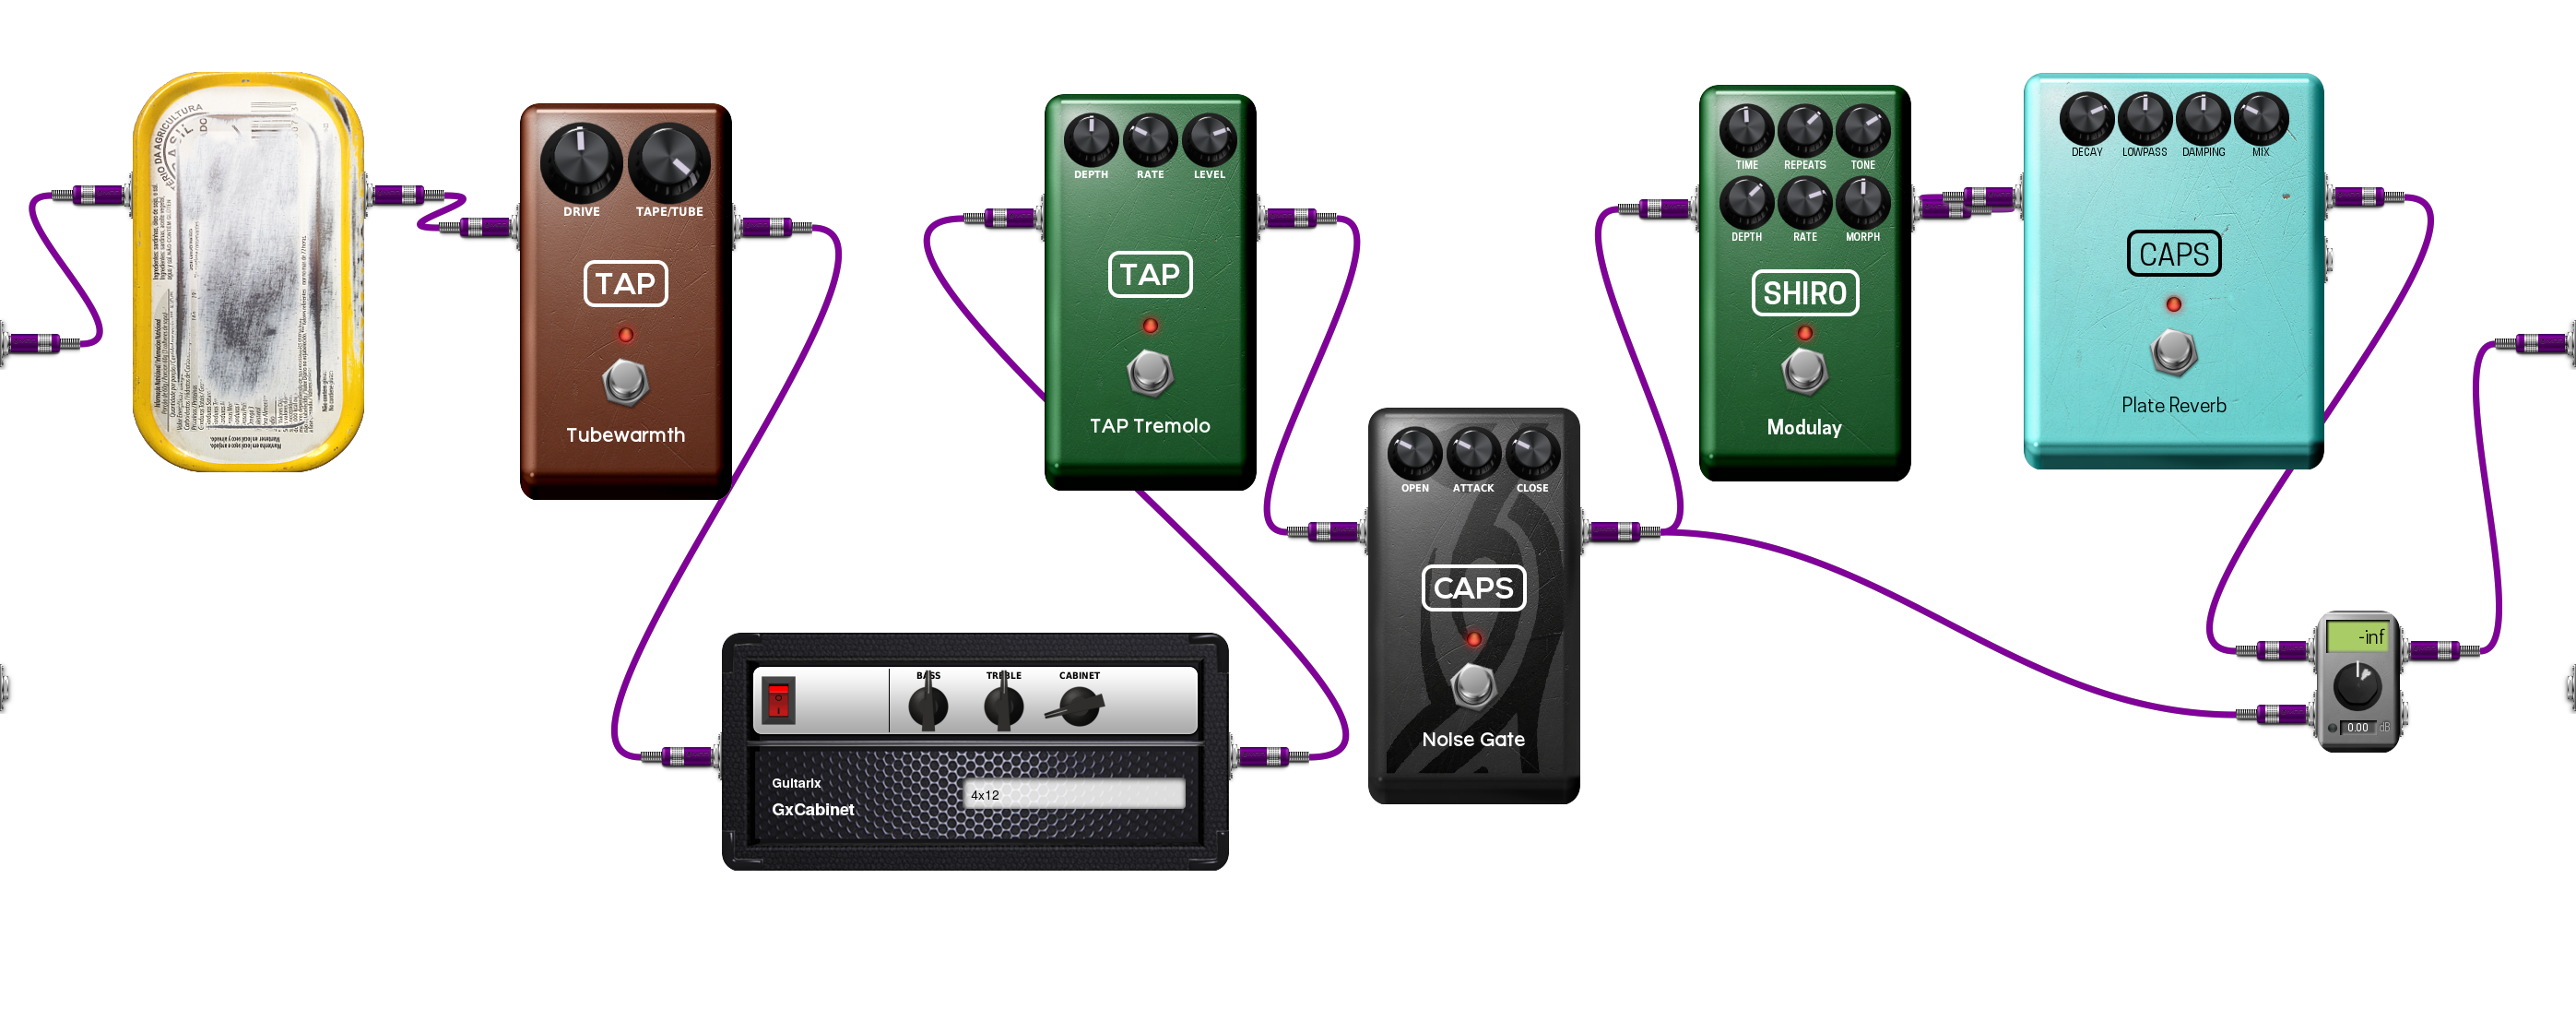 DRIVE TAPE/TUBE
TAP
Tubewarmth
DEPTH RATE LEVEL
TAP
TAP Tremolo
BASS TREBLE CABINET
Guitarix
GxCabinet
4x12
OPEN ATTACK CLOSE
CAPS
Noise Gate
TIME REPEATS TONE
DEPTH RATE MORPH
SHIRO
Modulay
DECAY LOWPASS DAMPING MIX
CAPS
Plate Reverb
-inf
0.00 dB